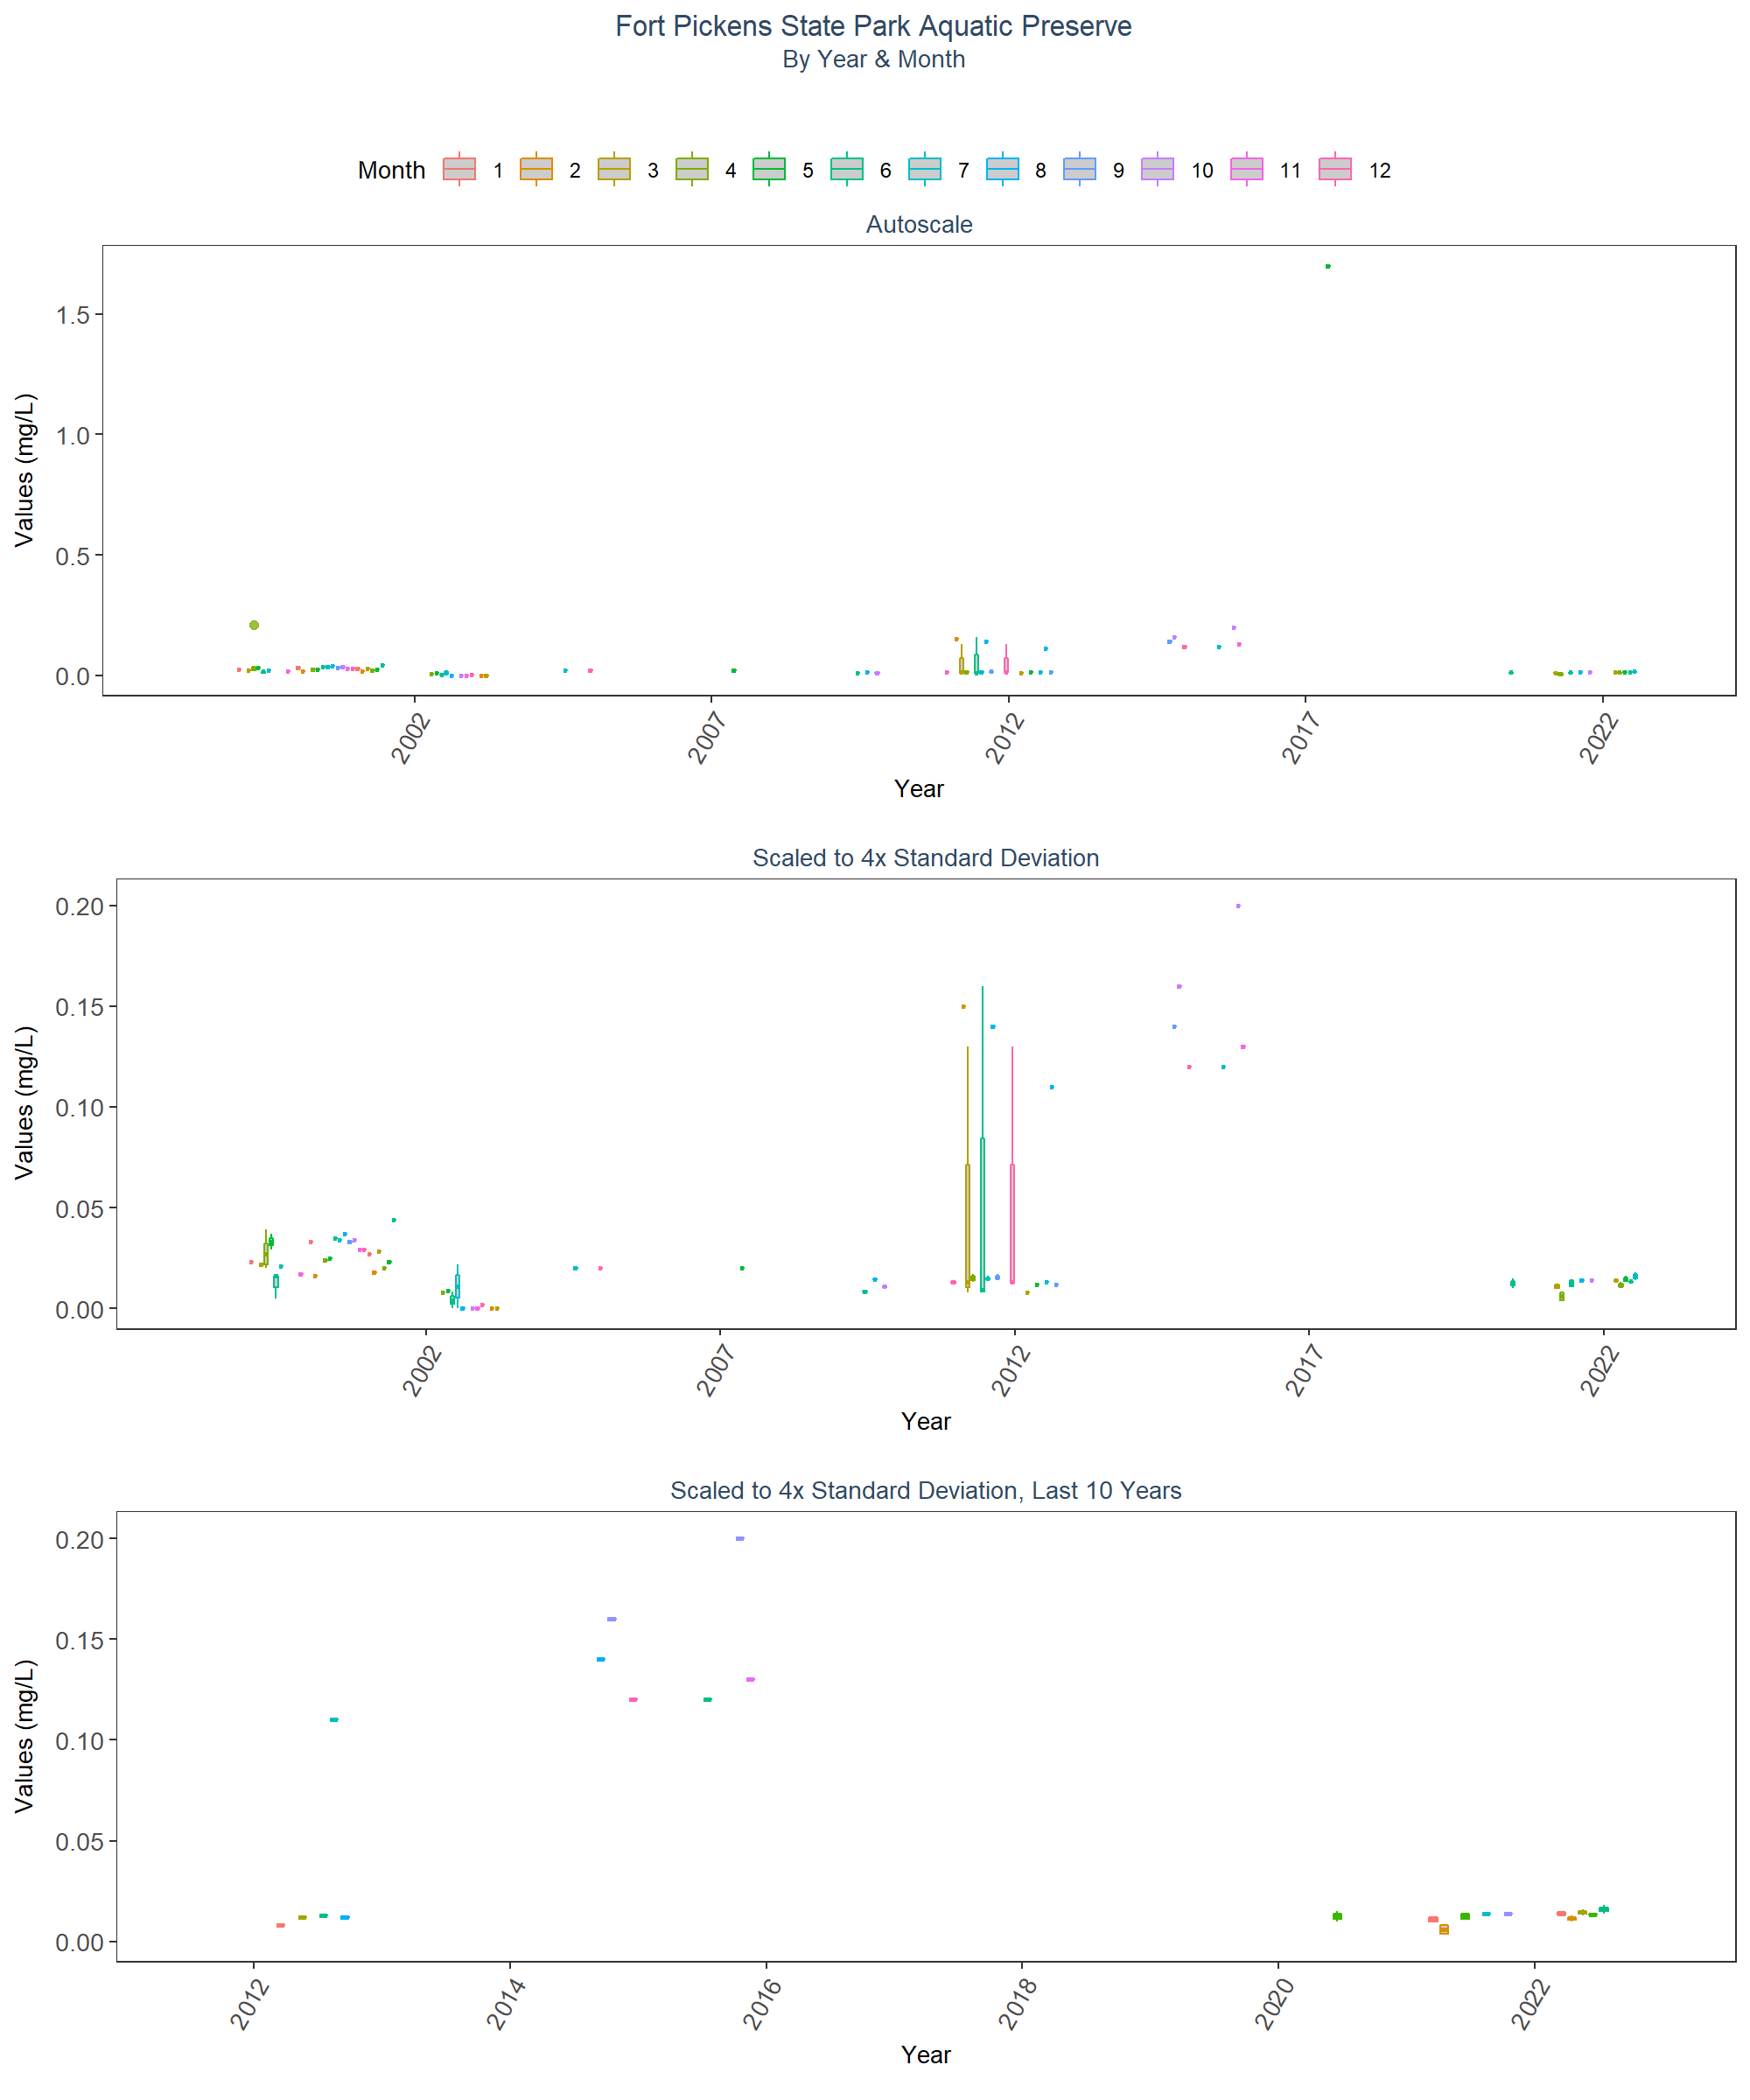 Fort Pickens State Park Aquatic Preserve
By Year & Month
Month 1 2 3 4 5 6 7 8 9 10 11 12
Autoscale
Values (mg/L)
1.5
1.0
0.5
0.0
2002 2007 2012 2017 2022
Year
Scaled to 4x Standard Deviation
Values (mg/L)
0.20
0.15
0.10
0.05
0.00
2002 2007 2012 2017 2022
Year
Scaled to 4x Standard Deviation, Last 10 Years
Values (mg/L)
0.20
0.15
0.10
0.05
0.00
2012 2014 2016 2018 2020 2022
Year